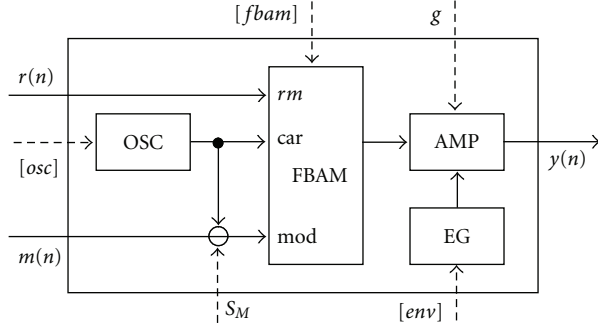 [fbam]
g
r(n)
rm
OSC
car
AMP
FBAM
[osc]
y(n)
mod
EG
m(n)
S_M
[env]